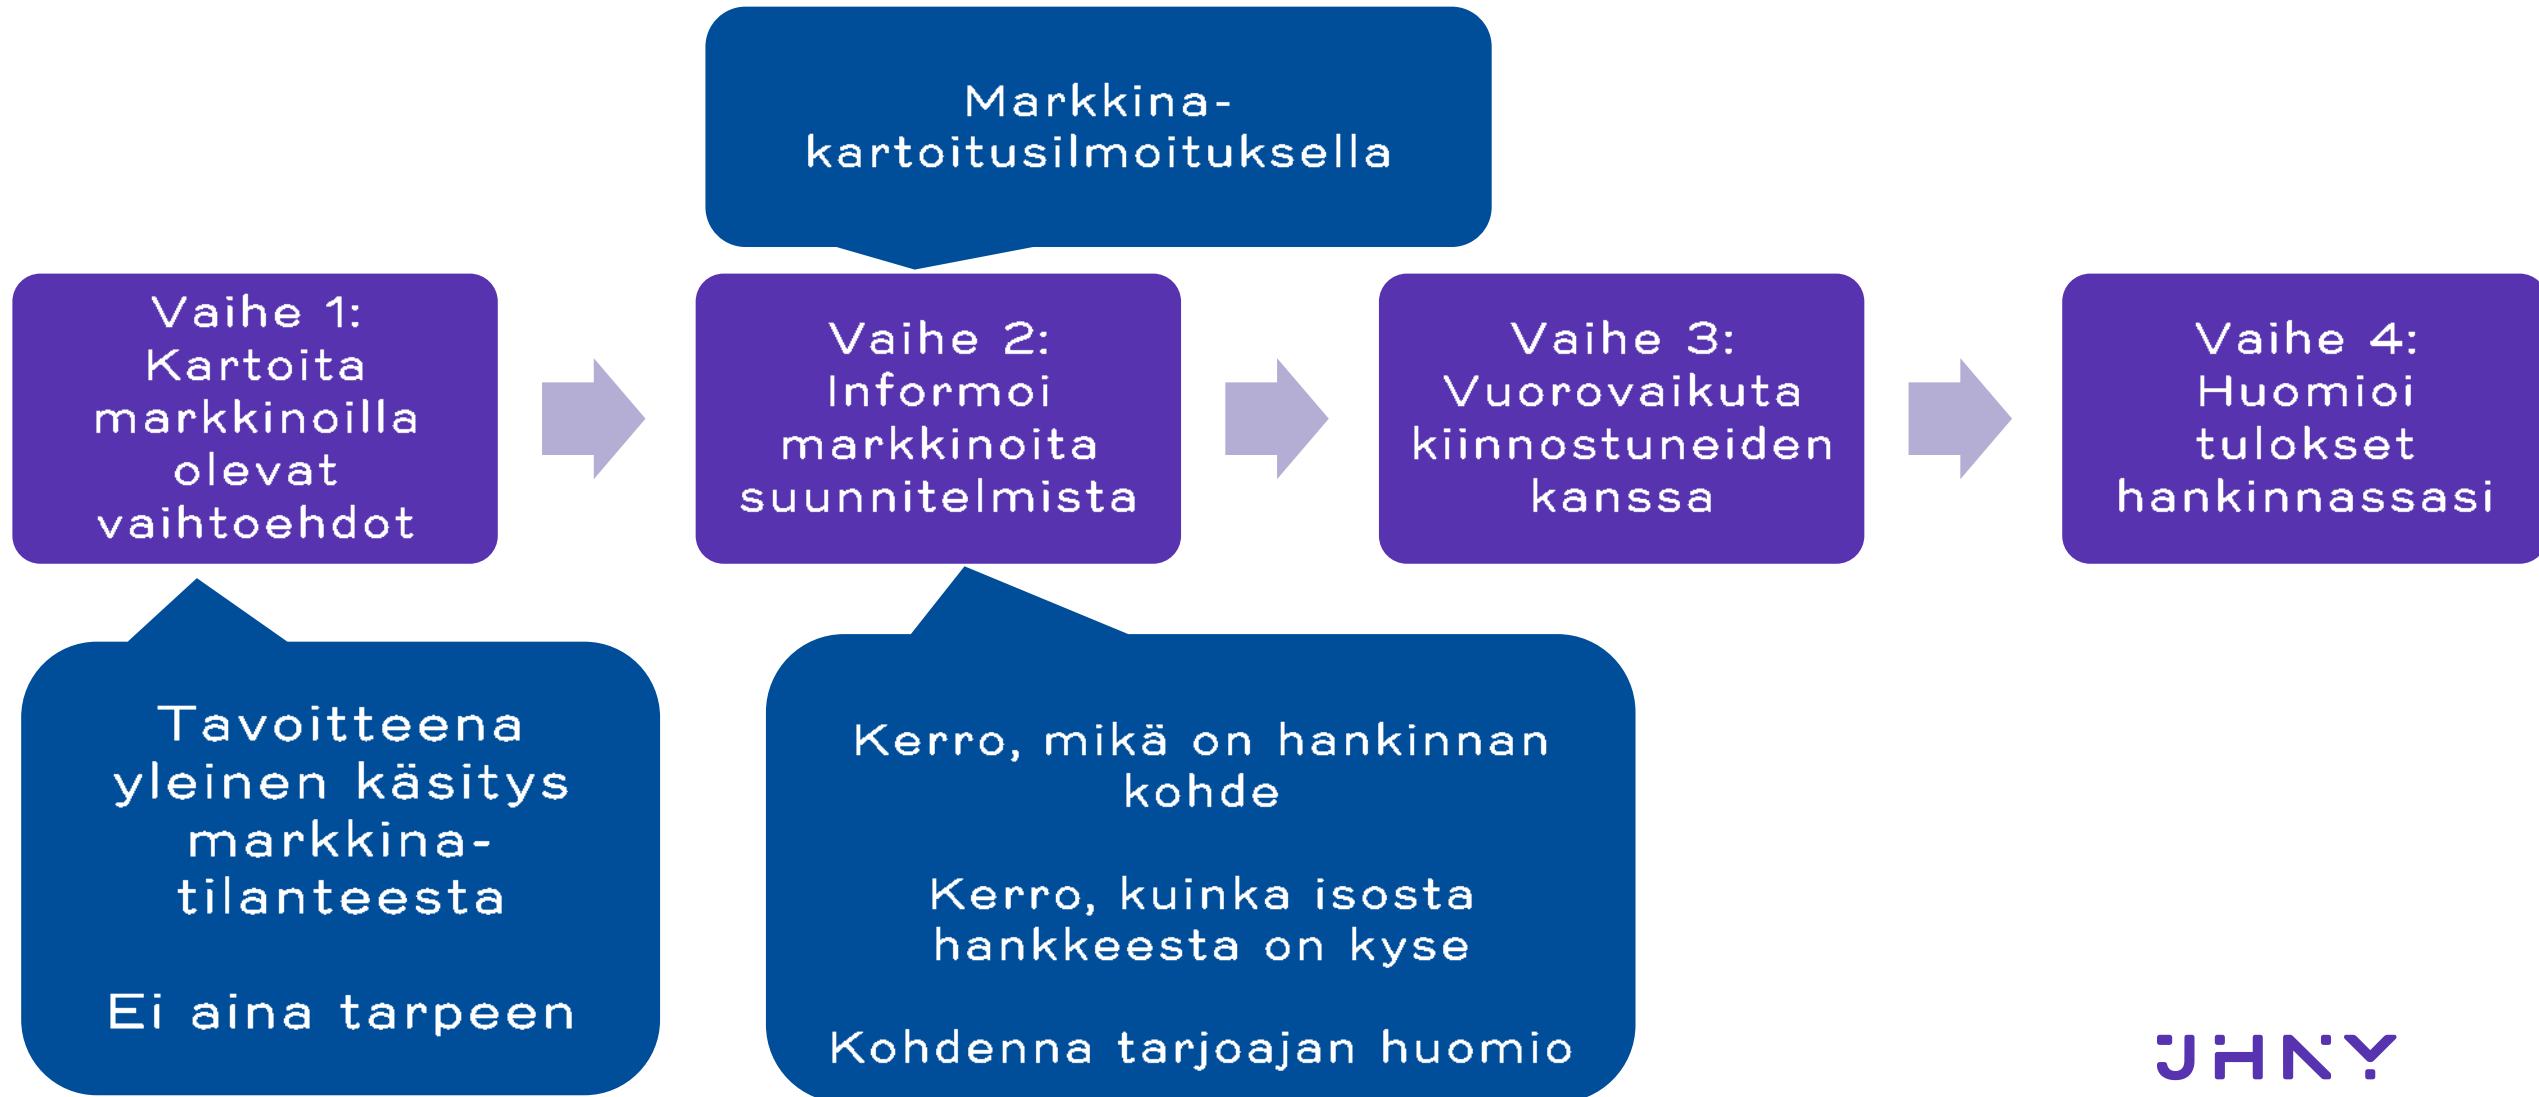 Markkina-
kartoitusilmoituksella
Vaihe 1:
Kartoita
markkinoilla
olevat
vaihtoehdot
Vaihe 2:
Informoi
markkinoita
suunnitelmista
Vaihe 3:
Vuorovaikuta
kiinnostuneiden
kanssa
Vaihe 4:
Huomioi
tulokset
hankinnassasi
Tavoitteena
yleinen käsitys
markkina-
tilanteesta
Ei aina tarpeen
Kerro, mikä on hankinnan
kohde
Kerro, kuinka isosta
hankkeesta on kyse
Kohdenna tarjoajan huomio
JHNY